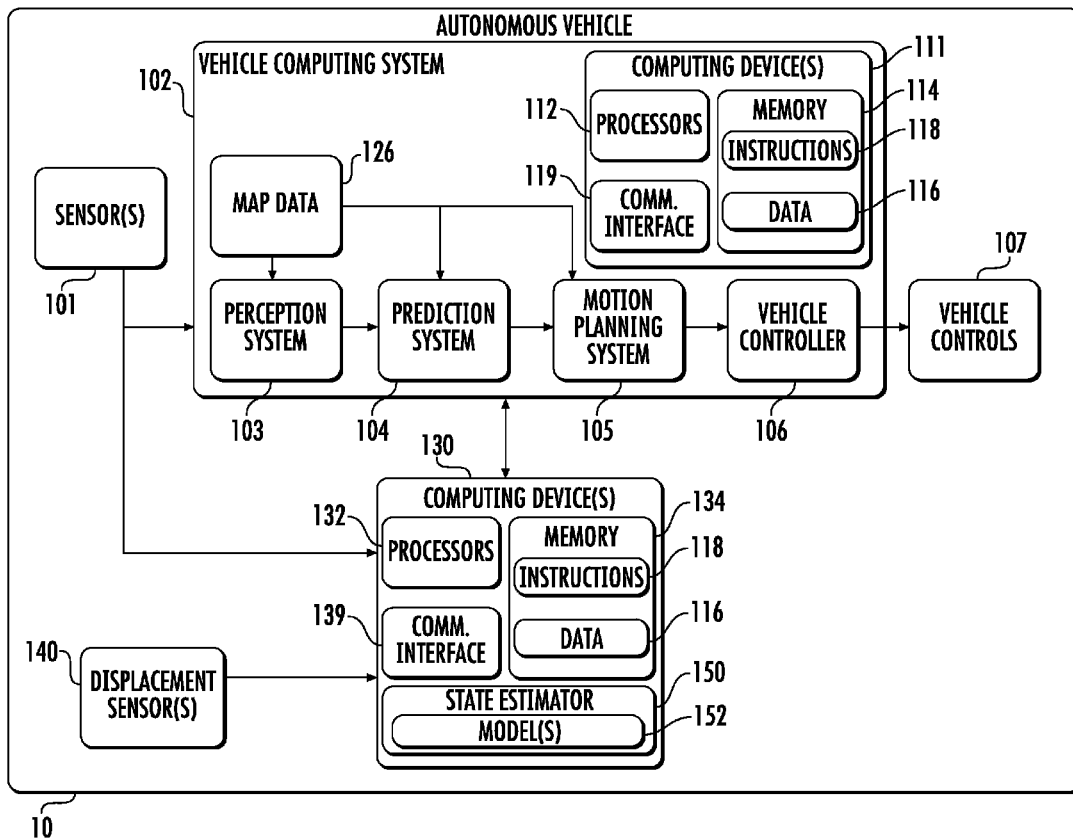 AUTONOMOUS VEHICLE
VEHICLE COMPUTING SYSTEM
COMPUTING DEVICE(S)
111
102
112
PROCESSORS
MEMORY
114
INSTRUCTIONS
118
126
MAP DATA
119
COMM.
INTERFACE
DATA
116
SENSOR(S)
101
107
PERCEPTION
SYSTEM
PREDICTION
SYSTEM
MOTION
PLANNING
SYSTEM
VEHICLE
CONTROLLER
VEHICLE
CONTROLS
103
104
105
106
130
COMPUTING DEVICE(S)
132
PROCESSORS
MEMORY
134
INSTRUCTIONS
118
139
COMM.
INTERFACE
DATA
116
140
DISPLACEMENT
SENSOR(S)
STATE ESTIMATOR
150
MODEL(S)
152
10